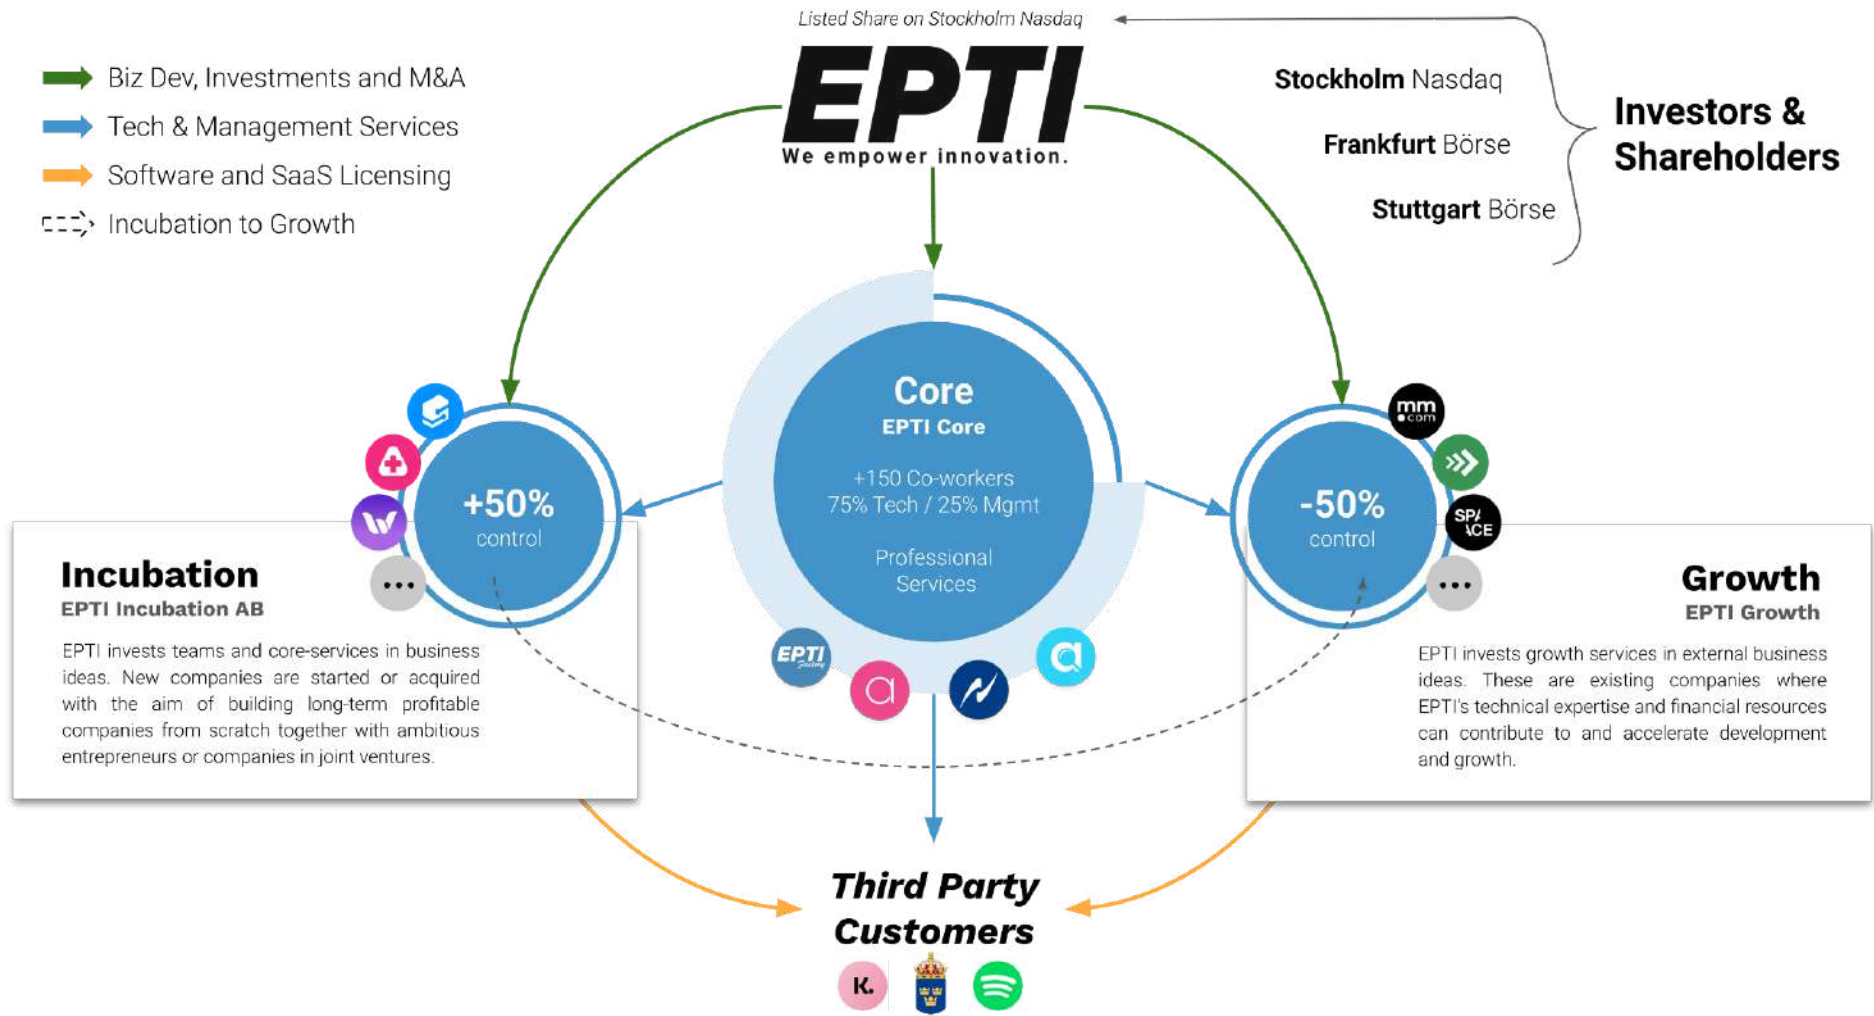 Listed Share on Stockholm Nasdaq
EPTI
We empower innovation.
Biz Dev, Investments and M&A
Tech & Management Services
Software and SaaS Licensing
Incubation to Growth
Stockholm Nasdaq
Frankfurt Börse
Stuttgart Börse
Investors &
Shareholders
Core
EPTI Core
+150 Co-workers
75% Tech / 25% Mgmt
Professional
Services
EPTI
Factory
a
N
a
+50%
control
W
...
Incubation
EPTI Incubation AB
EPTI invests teams and core-services in business
ideas. New companies are started or acquired
with the aim of building long-term profitable
companies from scratch together with ambitious
entrepreneurs or companies in joint ventures.
-50%
control
mm
.com
SPA
ACE
...
Growth
EPTI Growth
EPTI invests growth services in external business
ideas. These are existing companies where
EPTI's technical expertise and financial resources
can contribute to and accelerate development
and growth.
Third Party
Customers
K.